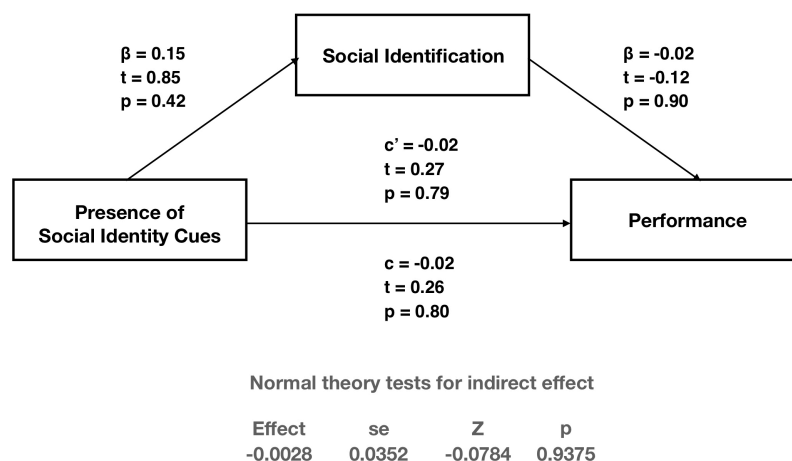 β = 0.15
t = 0.85
p = 0.42
Social Identification
β = -0.02
t = -0.12
p = 0.90
c’ = -0.02
t = 0.27
p = 0.79
Presence of
Social Identity Cues
Performance
c = -0.02
t = 0.26
p = 0.80
Normal theory tests for indirect effect
Effect se Z p
-0.0028 0.0352 -0.0784 0.9375